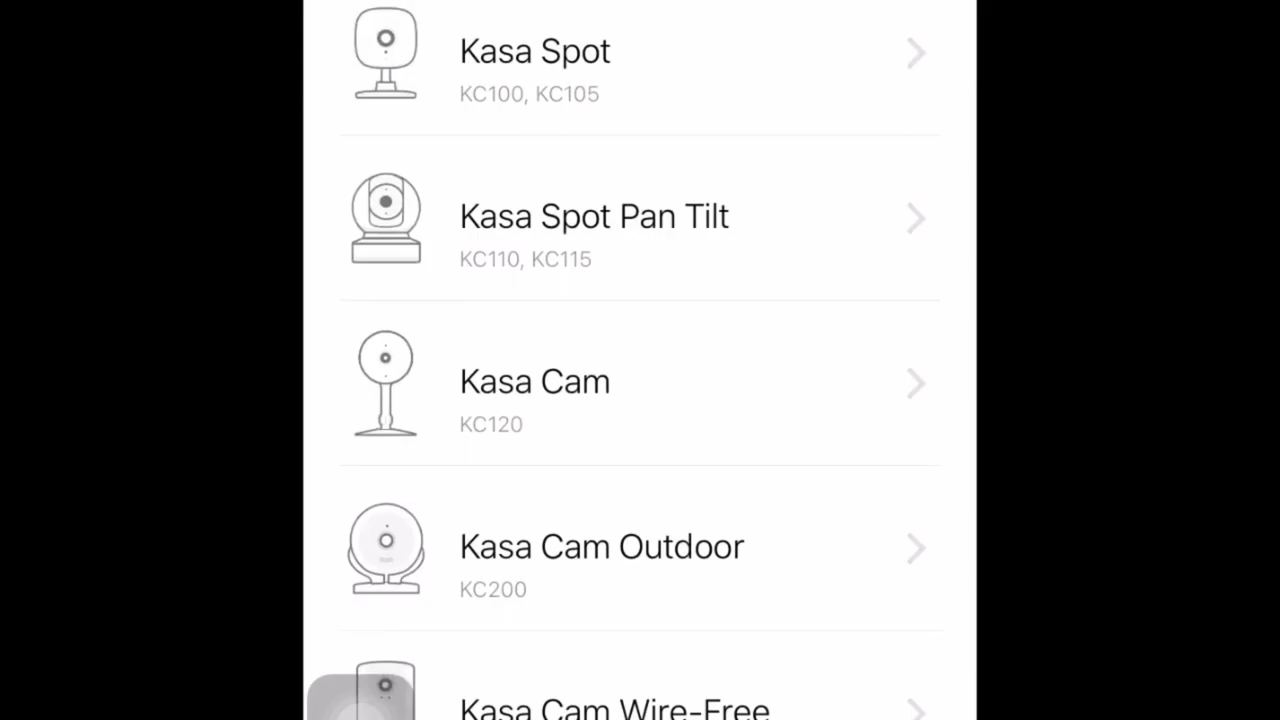 Kasa Spot
KC100, KC105
Kasa Spot Pan Tilt
KC110, KC115
Kasa Cam
KC120
Kasa Cam Outdoor
KC200
Kasa Cam Wire-Free